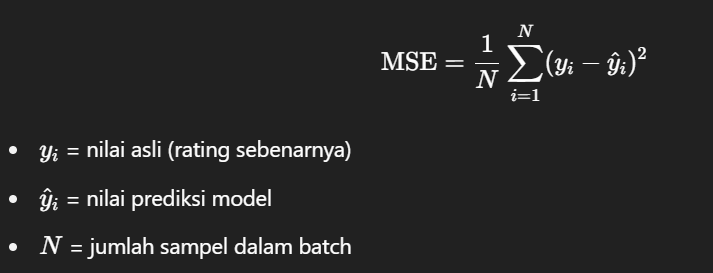 MSE = \frac{1}{N} \sum_{i=1}^{N} (y_i - \hat{y}_i)^2
• y_i = nilai asli (rating sebenarnya)
• \hat{y}_i = nilai prediksi model
• N = jumlah sampel dalam batch